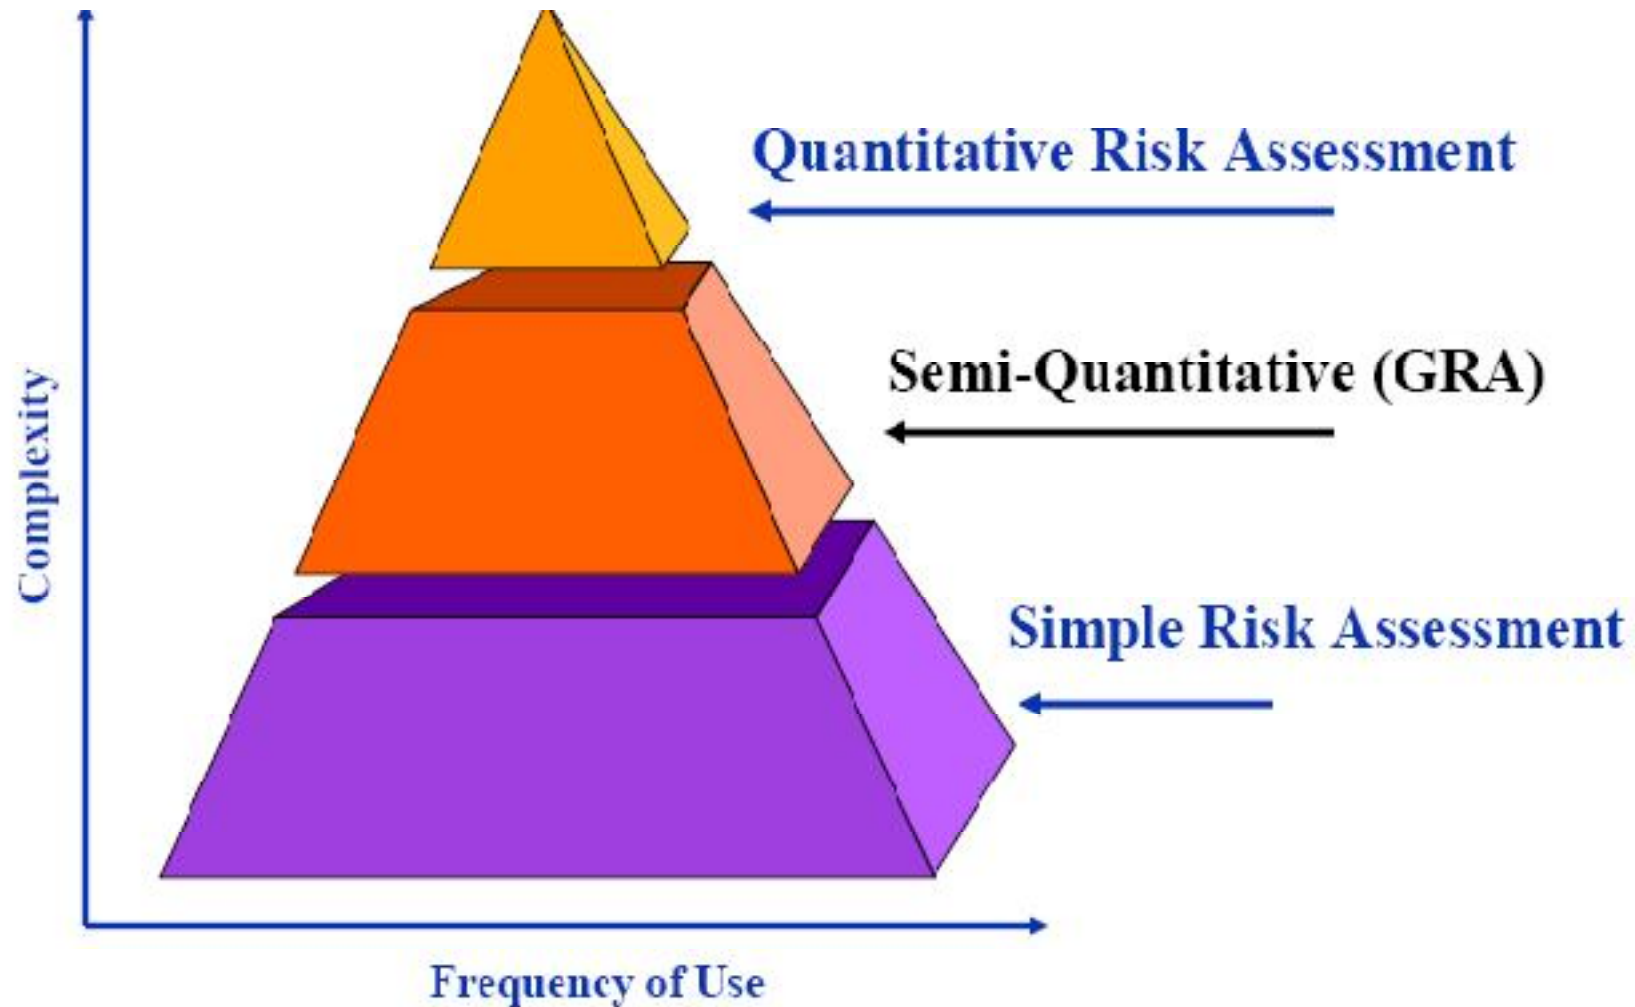 Quantitative Risk Assessment
Semi-Quantitative (GRA)
Complexity
Simple Risk Assessment
Frequency of Use